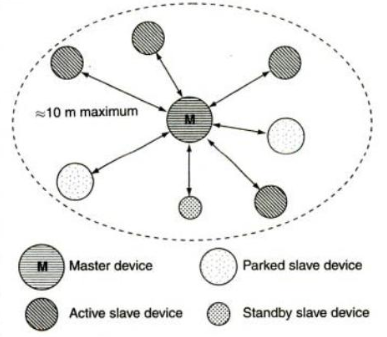 ≈10 m maximum
M
M Master device
Parked slave device
Active slave device
Standby slave device